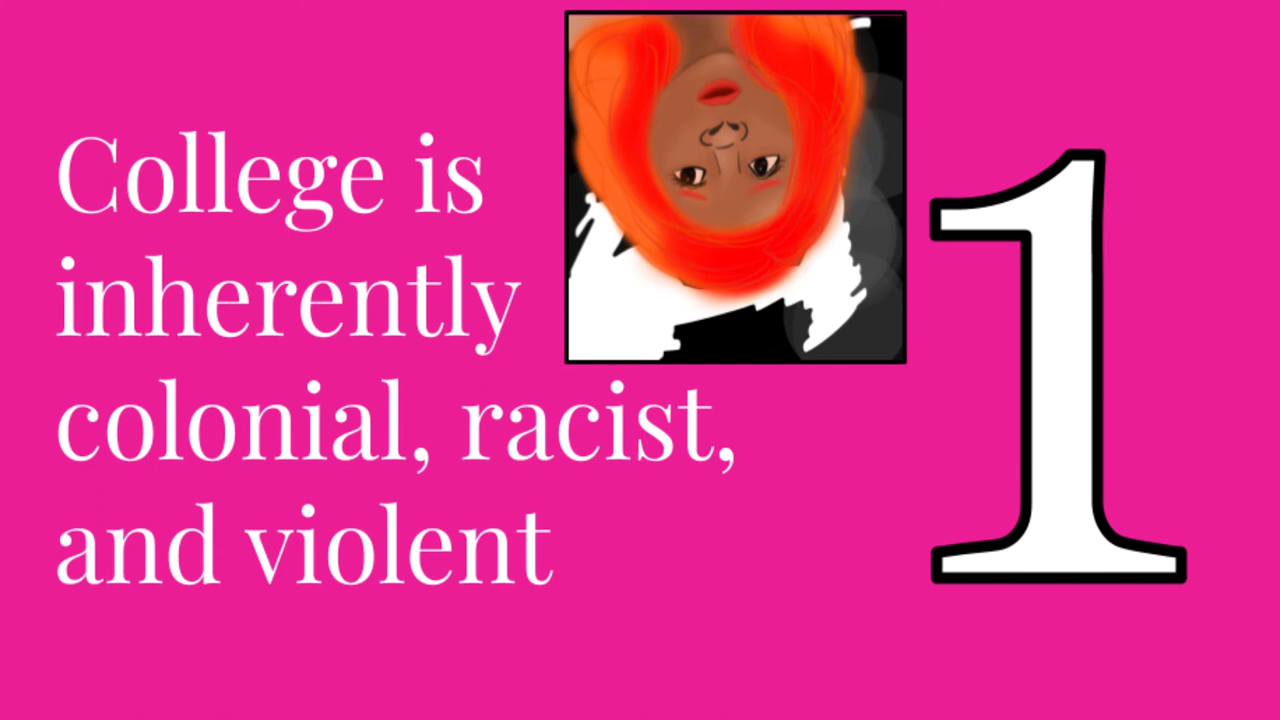 College is
inherently
colonial, racist,
and violent
1